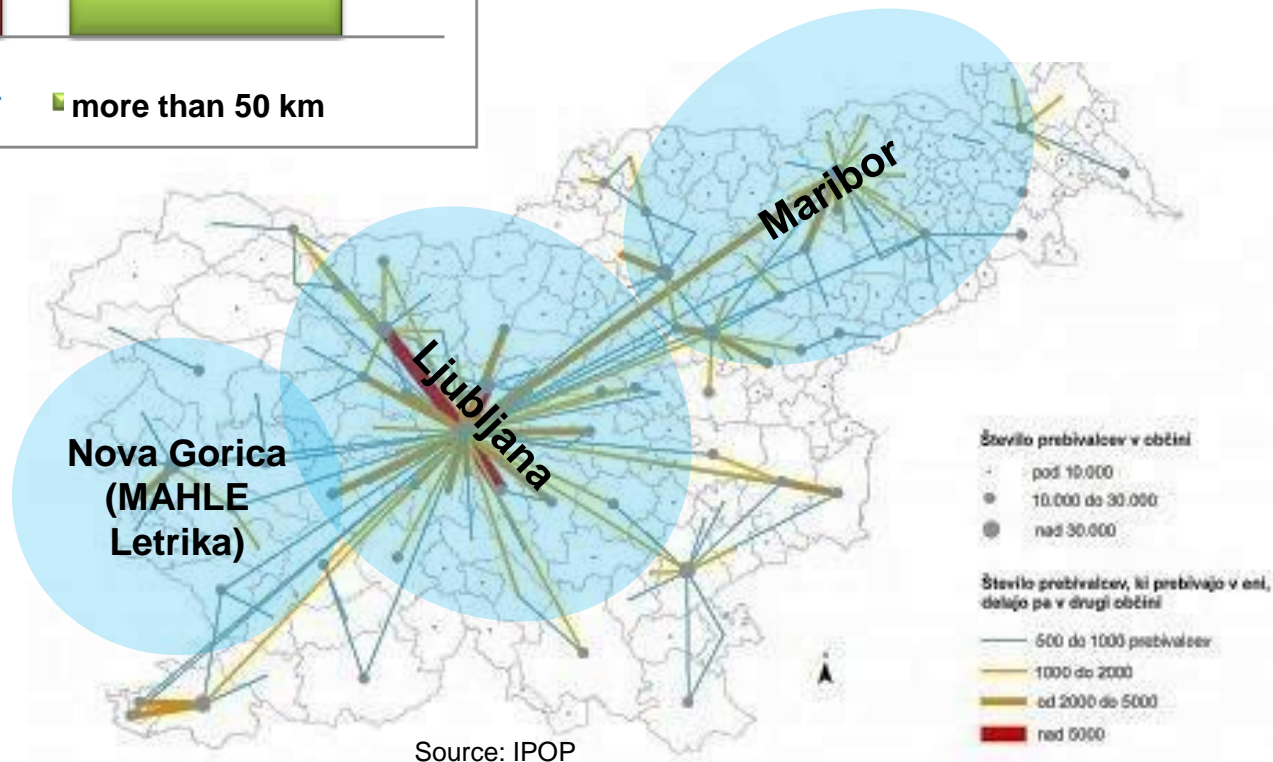 more than 50 km
Maribor
Ljubljana
Nova Gorica
(MAHLE
Letrika)
Število prebivalcev v občini
pod 10.000
10.000 do 30.000
nad 30.000
Število prebivalcev, ki prebivajo v eni,
delajo pa v drugi občini
500 do 1000 prebivalcev
1000 do 2000
od 2000 do 5000
nad 5000
Source: IPOP